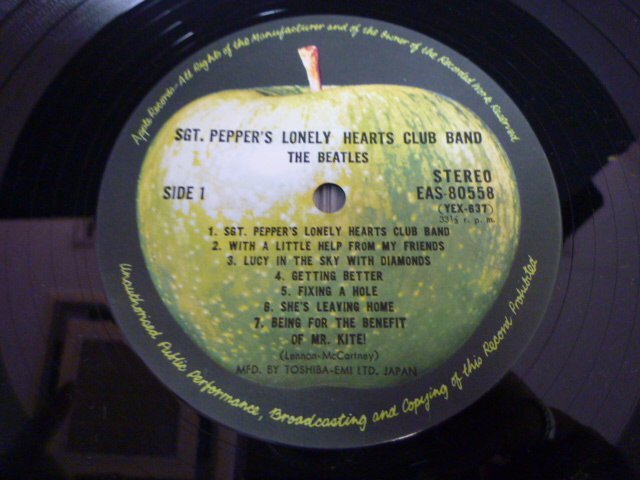 Apple Records—All Rights of the Manufacturer and of the Owner of the Recorded Work Reserved
SGT. PEPPER'S LONELY HEARTS CLUB BAND
THE BEATLES
SIDE 1
STEREO
EAS-80558
(YEX-637)
33⅓ r. p. m.
1. SGT. PEPPER'S LONELY HEARTS CLUB BAND
2. WITH A LITTLE HELP FROM MY FRIENDS
3. LUCY IN THE SKY WITH DIAMONDS
4. GETTING BETTER
5. FIXING A HOLE
6. SHE'S LEAVING HOME
7. BEING FOR THE BENEFIT
OF MR. KITE!
(Lennon-McCartney)
MFD. BY TOSHIBA-EMI LTD. JAPAN
Unauthorised Public Performance, Broadcasting and Copying of this Record Prohibited